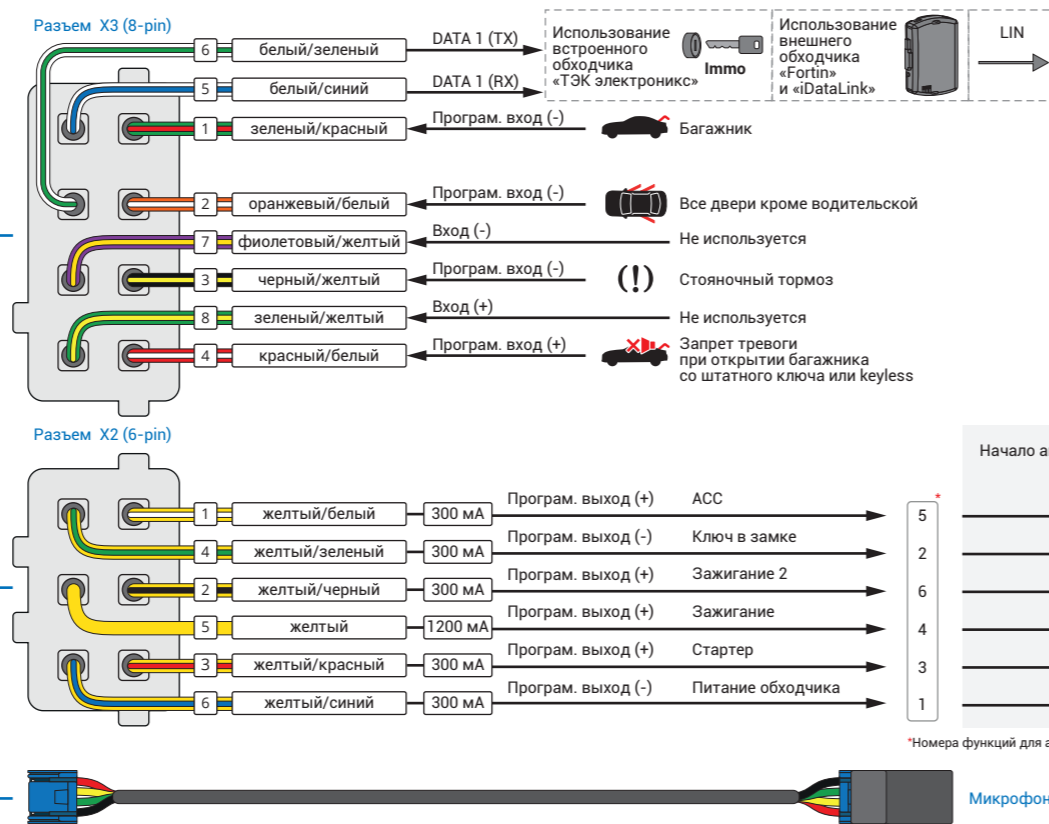 Разъем X3 (8-pin)
6 белый/зеленый DATA 1 (TX)
5 белый/синий DATA 1 (RX)
Использование
встроенного
обходчика
«ТЭК электроникс»
Immo
Использование
внешнего
обходчика
«Fortin»
и «iDataLink»
LIN
1 зеленый/красный Програм. вход (-) Багажник
2 оранжевый/белый Програм. вход (-) Все двери кроме водительской
7 фиолетовый/желтый Вход (-) Не используется
3 черный/желтый Програм. вход (-) (!) Стояночный тормоз
8 зеленый/желтый Вход (+) Не используется
4 красный/белый Програм. вход (+) Запрет тревоги
при открытии багажника
со штатного ключа или keyless
Разъем X2 (6-pin)
Начало а
*
1 желтый/белый 300 мА Програм. выход (+) ACC 5
4 желтый/зеленый 300 мА Програм. выход (-) Ключ в замке 2
2 желтый/черный 300 мА Програм. выход (+) Зажигание 2 6
5 желтый 1200 мА Програм. выход (+) Зажигание 4
3 желтый/красный 300 мА Програм. выход (+) Стартер 3
6 желтый/синий 300 мА Програм. выход (-) Питание обходчика 1
*Номера функций для а
Микрофон